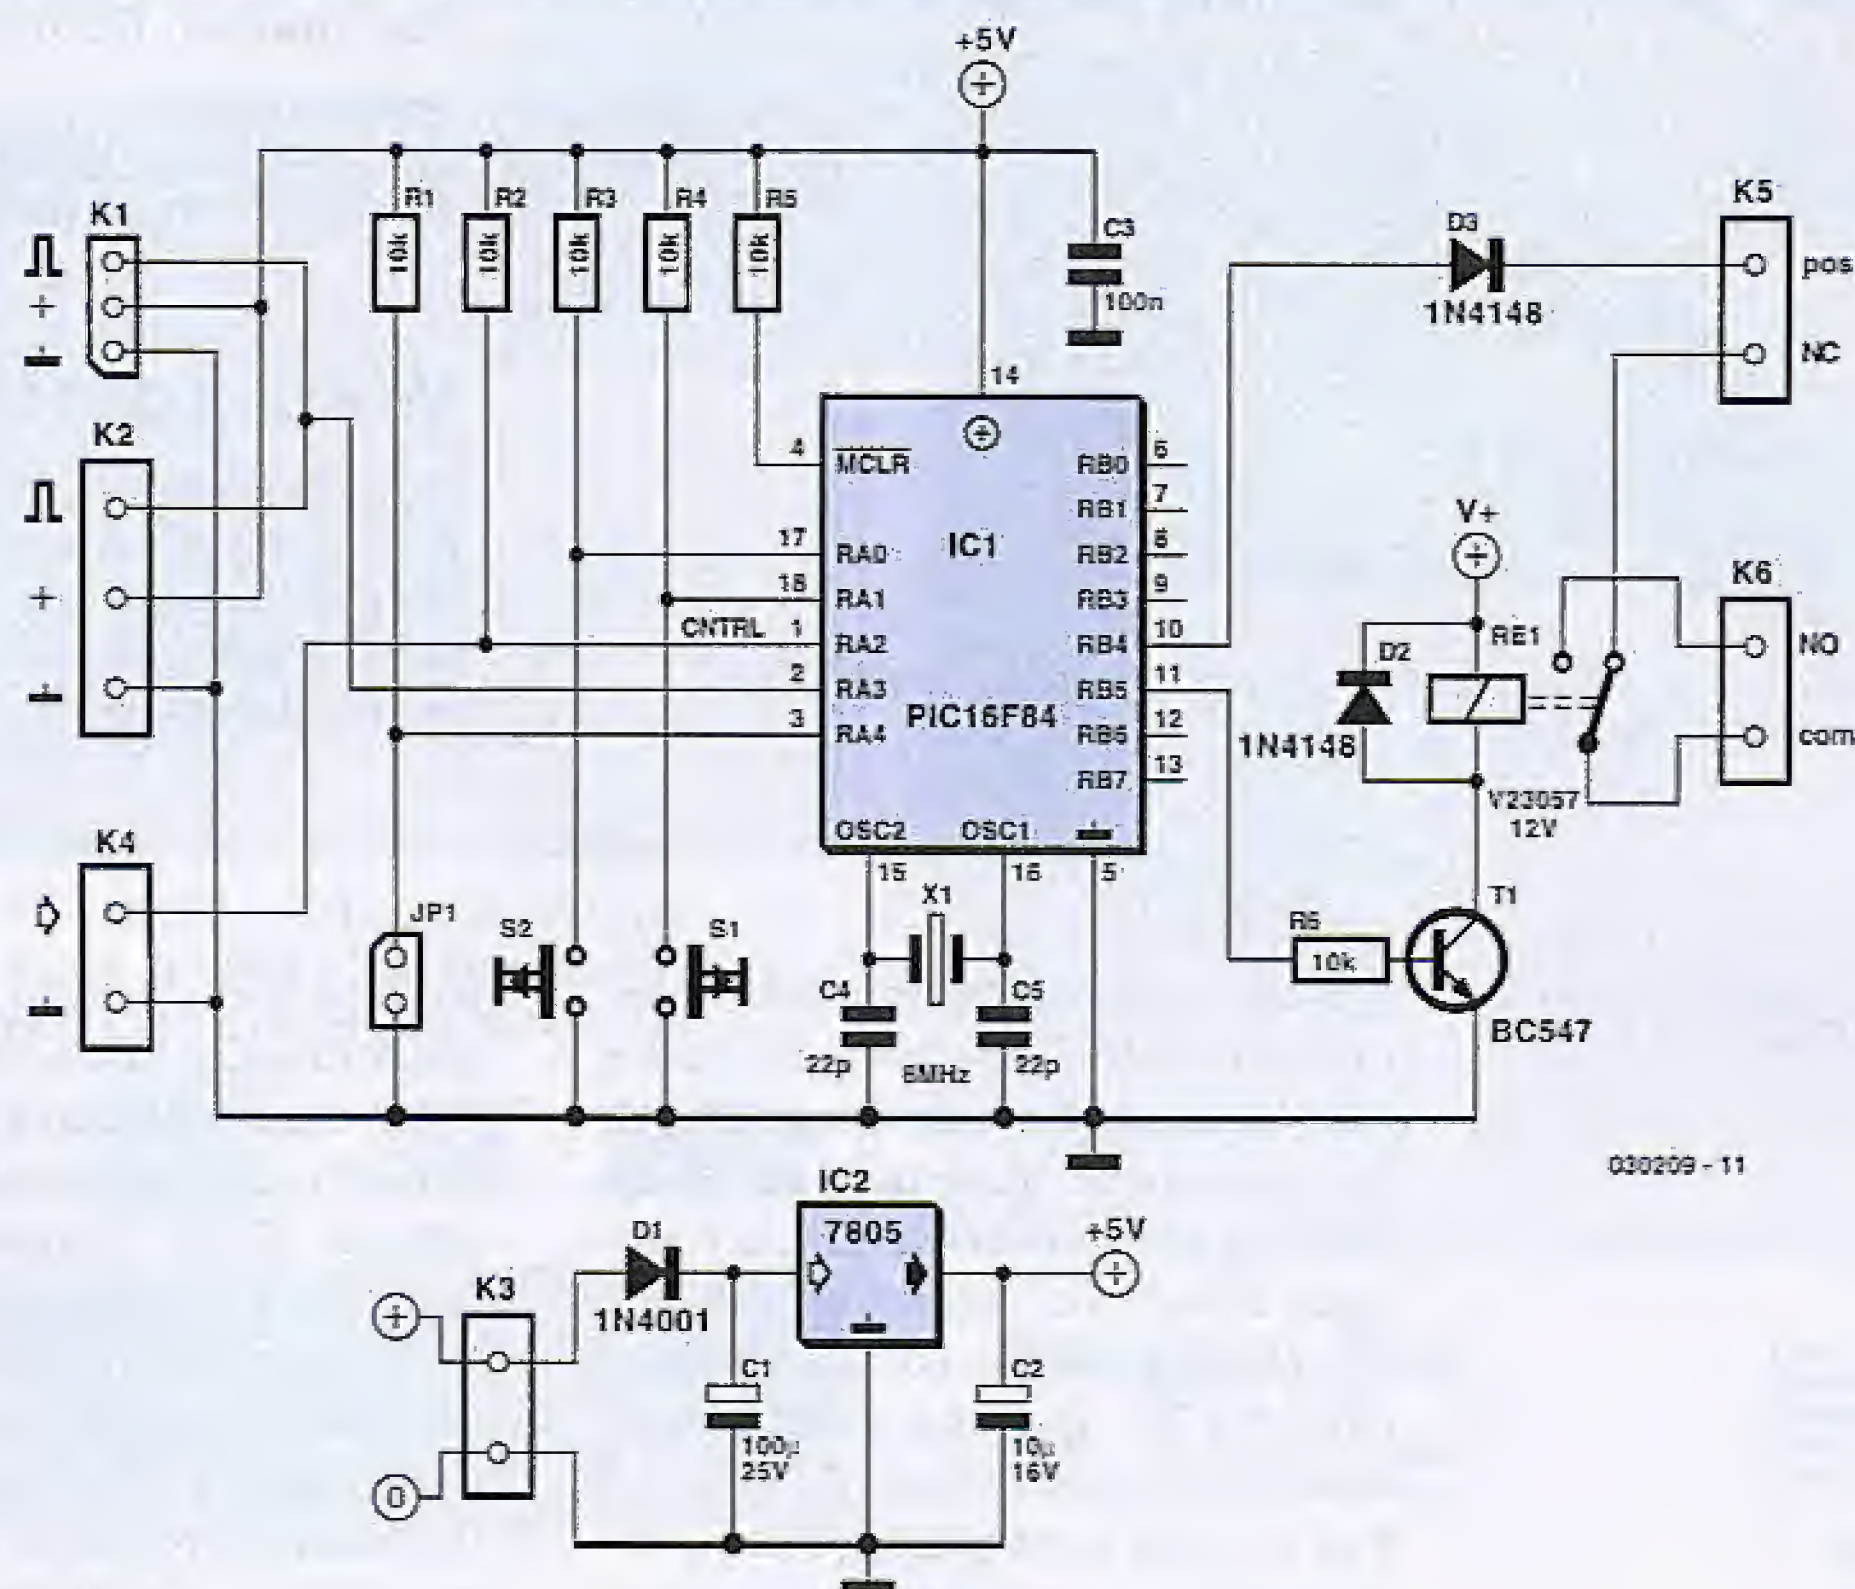 +5V
K1
R1
R2
R3
R4
R5
10k
10k
10k
10k
10k
C3
100n
K5
D3
pos
1N4148
NC
14
K2
4
MCLR
RB0
6
RB1
7
17
RA0
IC1
RB2
8
V+
18
RA1
RB3
9
K6
CNTRL
1
RA2
RB4
10
D2
RE1
NO
2
RA3
RB5
11
3
RA4
PIC16F84
RB6
12
1N4148
com
RB7
13
V23057
12V
K4
OSC2
OSC1
15
16
5
X1
T1
JP1
S2
S1
R6
10k
C4
C5
BC547
22p
22p
030209 - 11
IC2
7805
D1
+5V
K3
1N4001
C1
C2
100µ
25V
10µ
16V
0